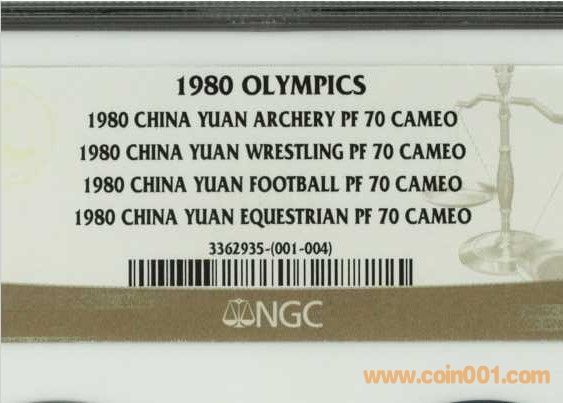 1980 OLYMPICS
1980 CHINA YUAN ARCHERY PF 70 CAMEO
1980 CHINA YUAN WRESTLING PF 70 CAMEO
1980 CHINA YUAN FOOTBALL PF 70 CAMEO
1980 CHINA YUAN EQUESTRIAN PF 70 CAMEO
3362935-(001-004)
NGC
www.coin001.com